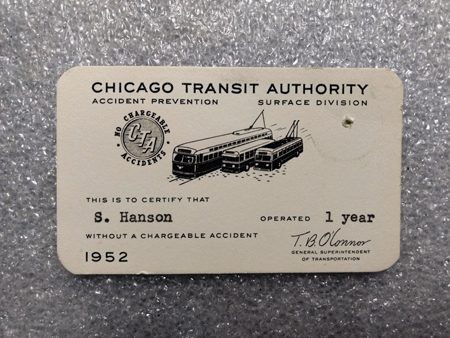 CHICAGO TRANSIT AUTHORITY
ACCIDENT PREVENTION SURFACE DIVISION
NO CHARGEABLE
CTA
ACCIDENTS
THIS IS TO CERTIFY THAT
S. Hanson OPERATED 1 year
WITHOUT A CHARGEABLE ACCIDENT
T. B. O'Connor
GENERAL SUPERINTENDENT
OF TRANSPORTATION
1952